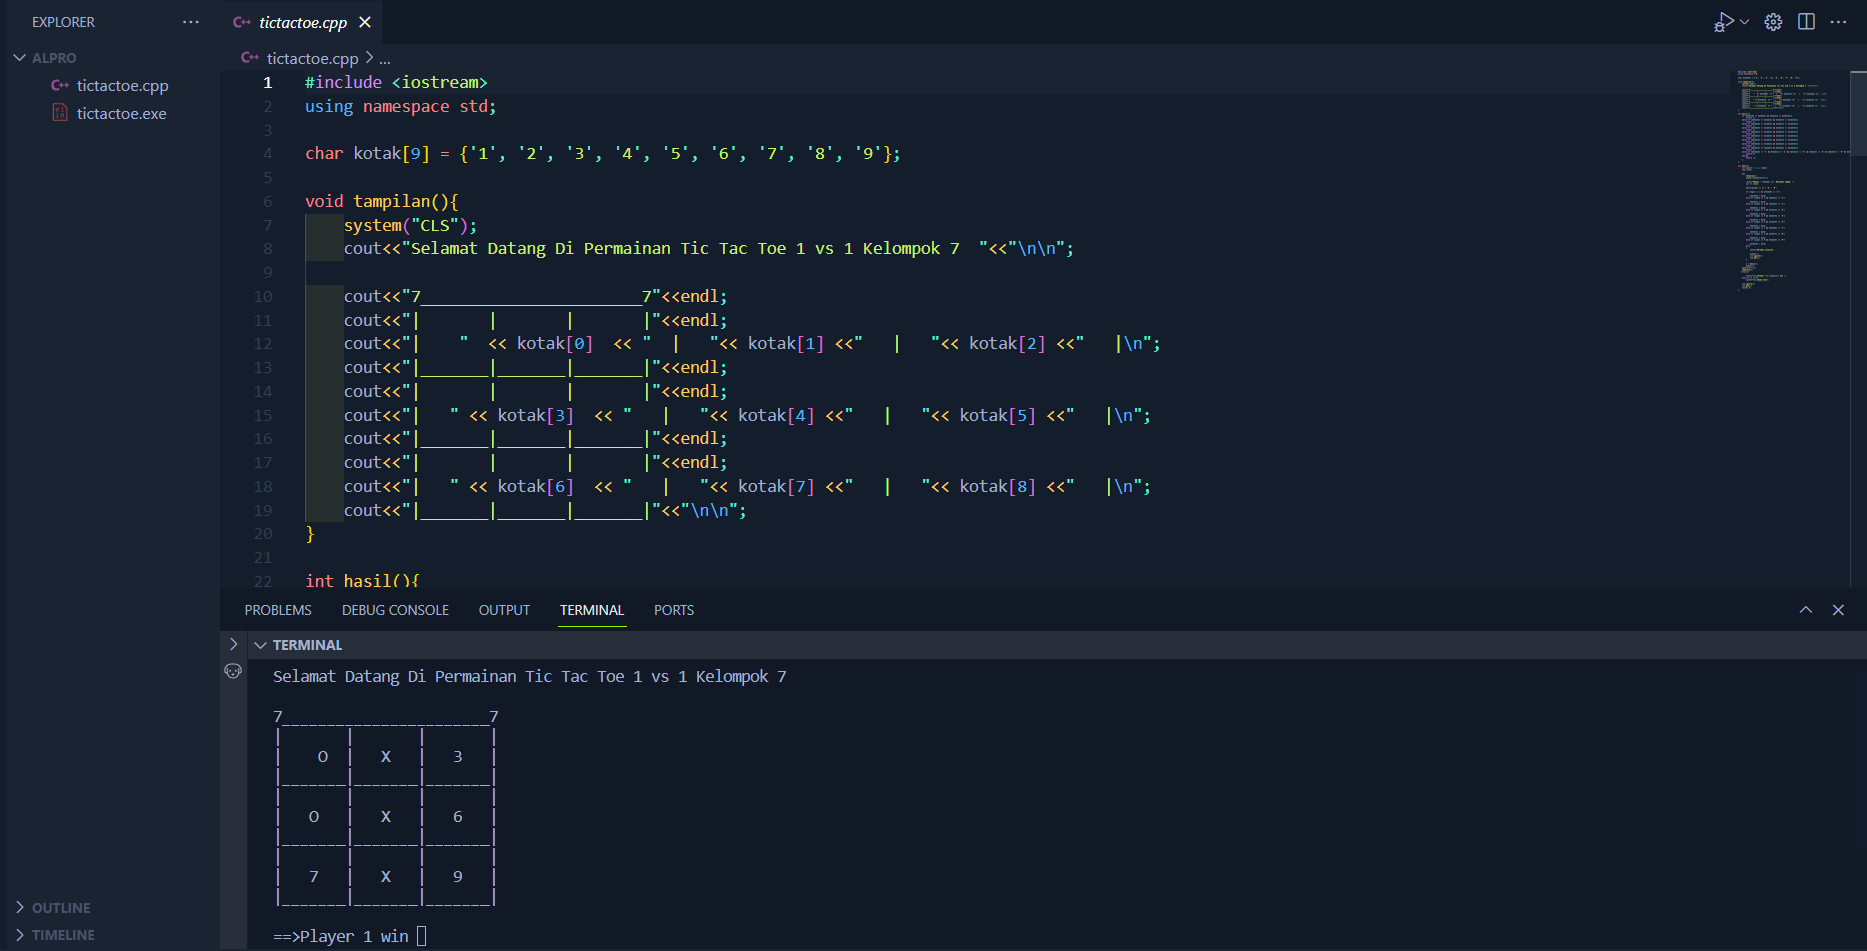 EXPLORER ...
tictactoe.cpp
ALPRO
tictactoe.cpp
tictactoe.exe
OUTLINE
TIMELINE
tictactoe.cpp > ...
1 #include <iostream>
2 using namespace std;
3
4 char kotak[9] = {'1', '2', '3', '4', '5', '6', '7', '8', '9'};
5
6 void tampilan(){
7     system("CLS");
8     cout<<"Selamat Datang Di Permainan Tic Tac Toe 1 vs 1 Kelompok 7  "<<"\n\n";
9
10     cout<<"7_______________________7"<<endl;
11     cout<<"|       |       |       |"<<endl;
12     cout<<"|    "  << kotak[0]  << "  |   "<< kotak[1] <<"   |   "<< kotak[2] <<"   |\n";
13     cout<<"|_______|_______|_______|"<<endl;
14     cout<<"|       |       |       |"<<endl;
15     cout<<"|   " << kotak[3]  << "   |   "<< kotak[4] <<"   |   "<< kotak[5] <<"   |\n";
16     cout<<"|_______|_______|_______|"<<endl;
17     cout<<"|       |       |       |"<<endl;
18     cout<<"|   " << kotak[6]  << "   |   "<< kotak[7] <<"   |   "<< kotak[8] <<"   |\n";
19     cout<<"|_______|_______|_______|"<<"\n\n";
20 }
21
22 int hasil(){
PROBLEMS DEBUG CONSOLE OUTPUT TERMINAL PORTS
TERMINAL
Selamat Datang Di Permainan Tic Tac Toe 1 vs 1 Kelompok 7
7_______________________7
|       |       |       |
|    O  |   X   |   3   |
|_______|_______|_______|
|       |       |       |
|   O   |   X   |   6   |
|_______|_______|_______|
|       |       |       |
|   7   |   X   |   9   |
|_______|_______|_______|
==>Player 1 win